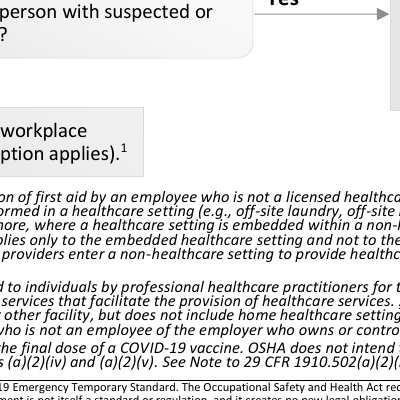 person with suspected or
Yes
?
workplace
ption applies).1
on of first aid by an employee who is not a licensed healthca
ormed in a healthcare setting (e.g., off-site laundry, off-site
more, where a healthcare setting is embedded within a non-h
plies only to the embedded healthcare setting and not to the
providers enter a non-healthcare setting to provide healthc
d to individuals by professional healthcare practitioners for t
services that facilitate the provision of healthcare services.
other facility, but does not include home healthcare setting
who is not an employee of the employer who owns or contro
the final dose of a COVID-19 vaccine. OSHA does not intend
s (a)(2)(iv) and (a)(2)(v). See Note to 29 CFR 1910.502(a)(2)(
19 Emergency Temporary Standard. The Occupational Safety and Health Act rec
ment is not itself a standard or regulation, and it creates no new legal obligation